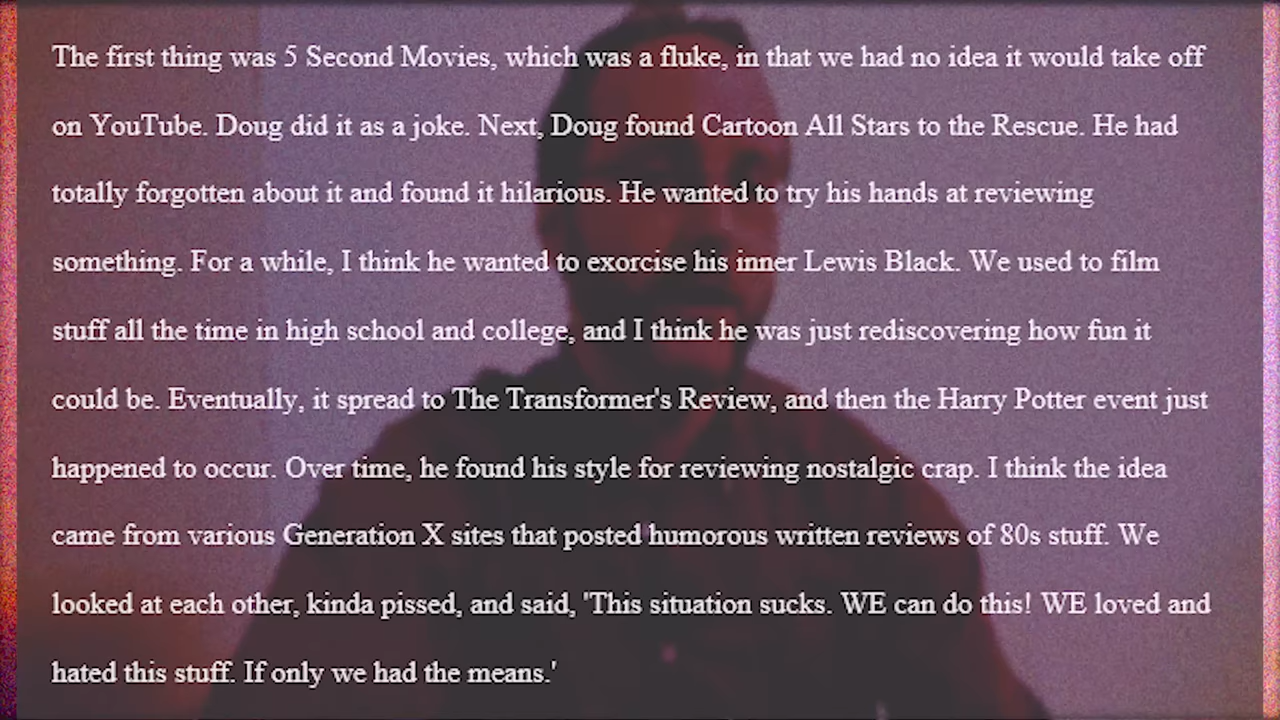 The first thing was 5 Second Movies, which was a fluke, in that we had no idea it would take off
on YouTube. Doug did it as a joke. Next, Doug found Cartoon All Stars to the Rescue. He had
totally forgotten about it and found it hilarious. He wanted to try his hands at reviewing
something. For a while, I think he wanted to exorcise his inner Lewis Black. We used to film
stuff all the time in high school and college, and I think he was just rediscovering how fun it
could be. Eventually, it spread to The Transformer's Review, and then the Harry Potter event just
happened to occur. Over time, he found his style for reviewing nostalgic crap. I think the idea
came from various Generation X sites that posted humorous written reviews of 80s stuff. We
looked at each other, kinda pissed, and said, 'This situation sucks. WE can do this! WE loved and
hated this stuff. If only we had the means.'